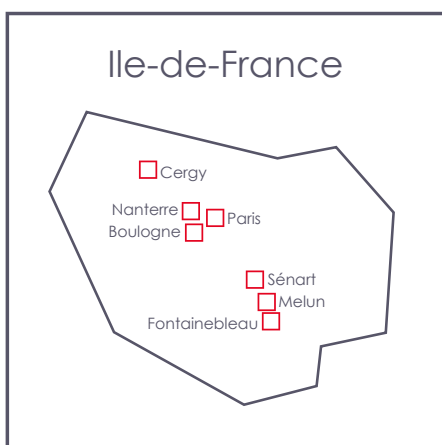 Ile-de-France
Cergy
Nanterre
Paris
Boulogne
Sénart
Melun
Fontainebleau